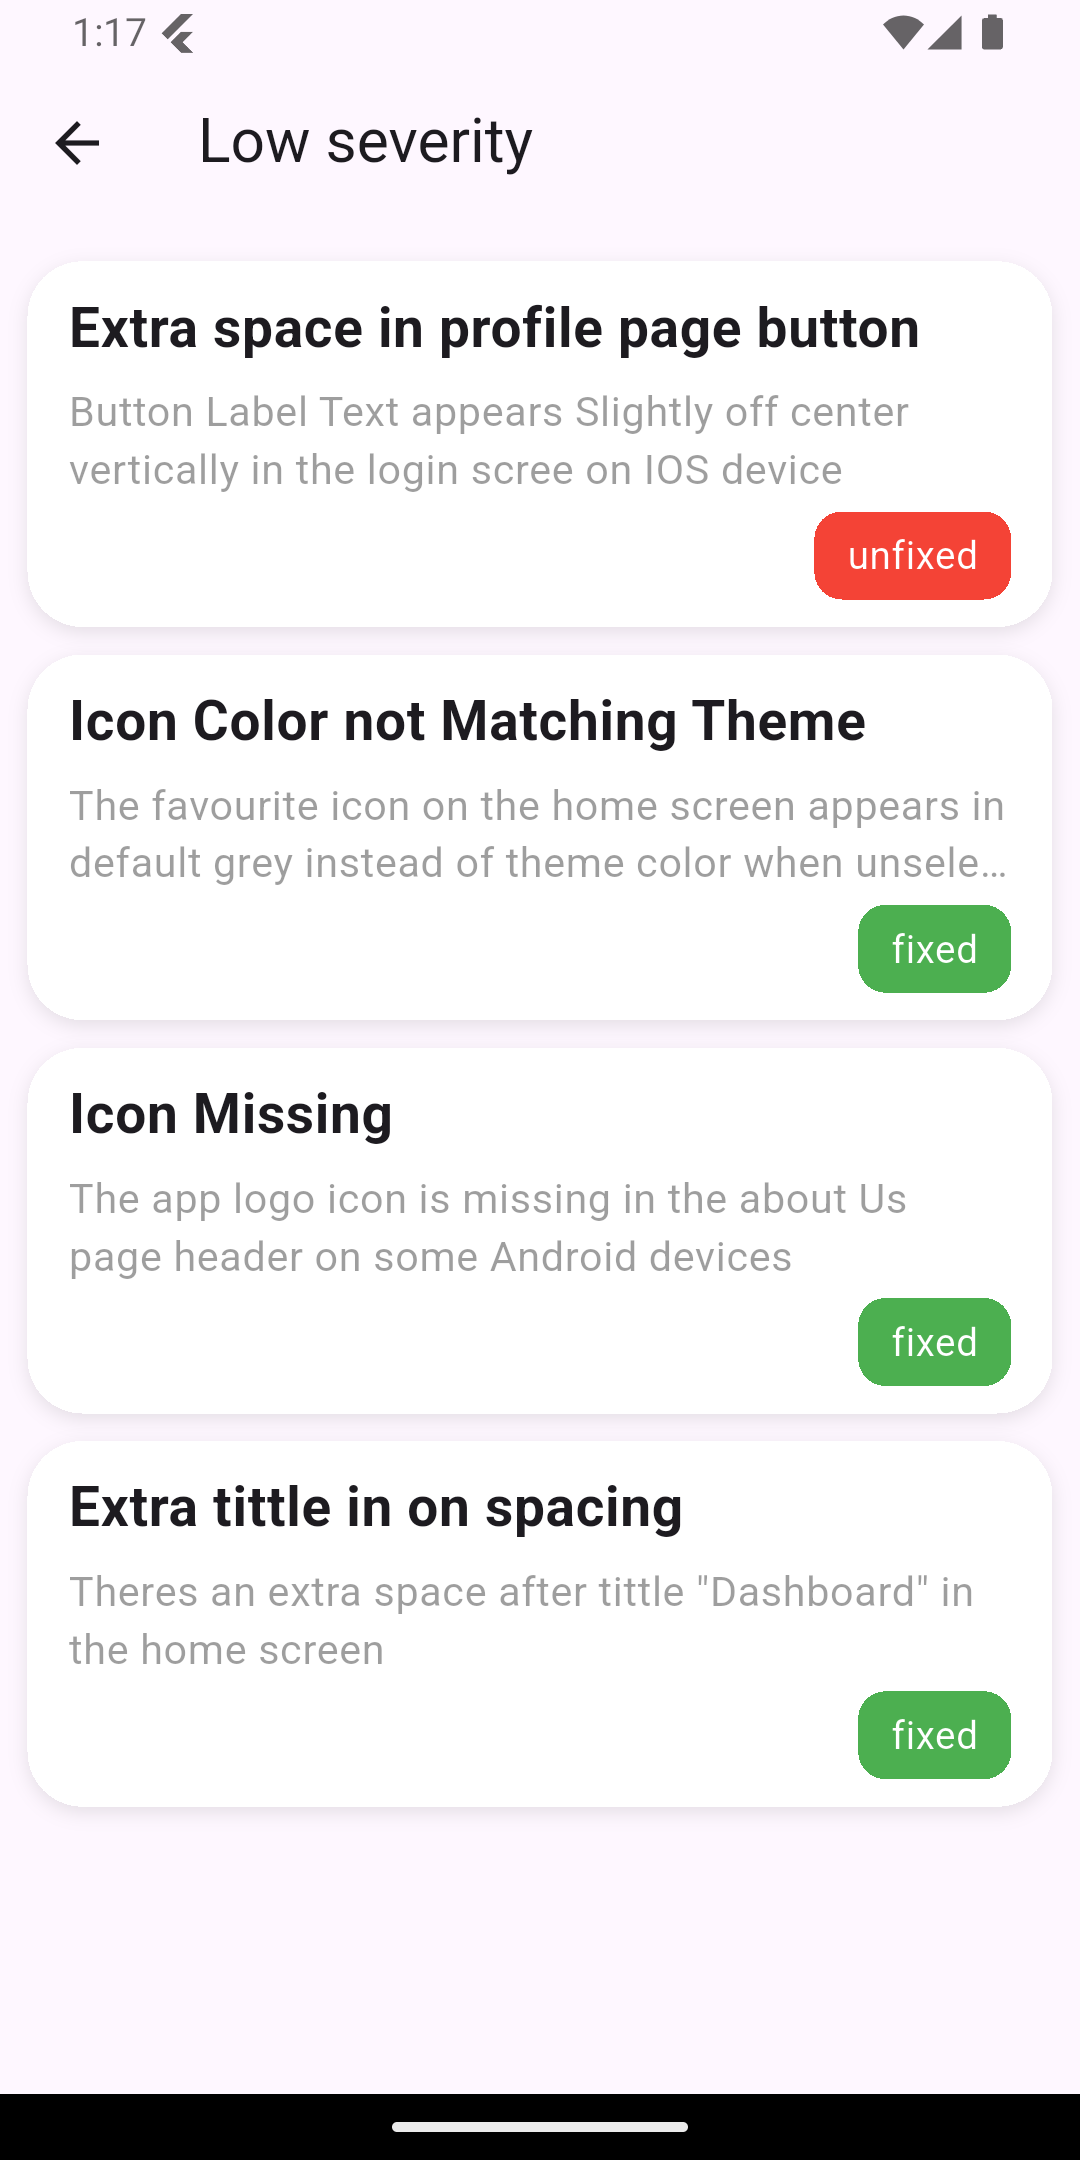 1:17
Low severity
Extra space in profile page button
Button Label Text appears Slightly off center
vertically in the login scree on IOS device
unfixed
Icon Color not Matching Theme
The favourite icon on the home screen appears in
default grey instead of theme color when unsele…
fixed
Icon Missing
The app logo icon is missing in the about Us
page header on some Android devices
fixed
Extra tittle in on spacing
Theres an extra space after tittle "Dashboard" in
the home screen
fixed